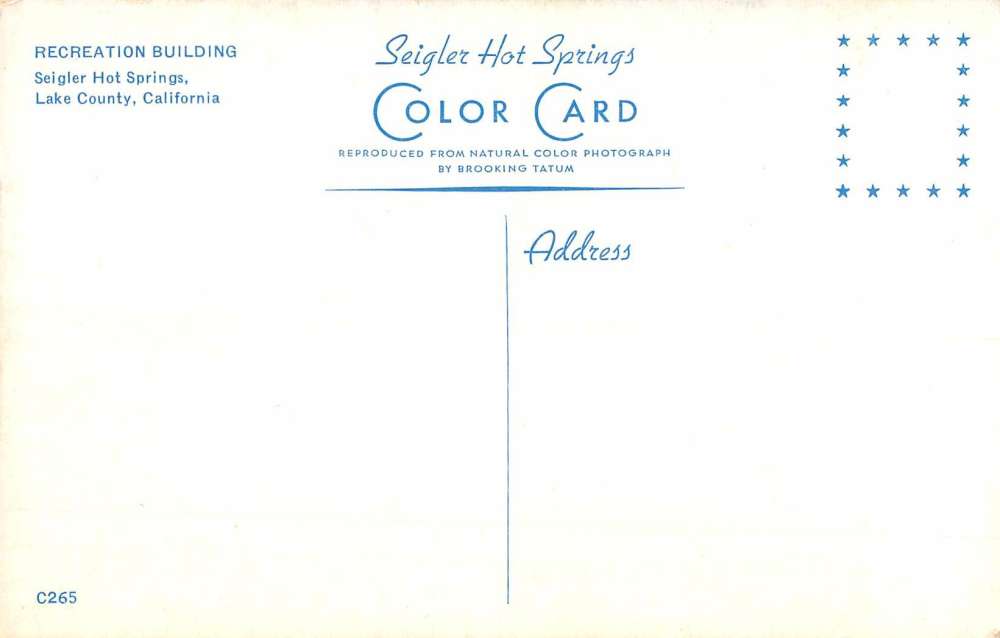 RECREATION BUILDING
Seigler Hot Springs,
Lake County, California
Seigler Hot Springs
COLOR CARD
REPRODUCED FROM NATURAL COLOR PHOTOGRAPH
BY BROOKING TATUM
Address
C265